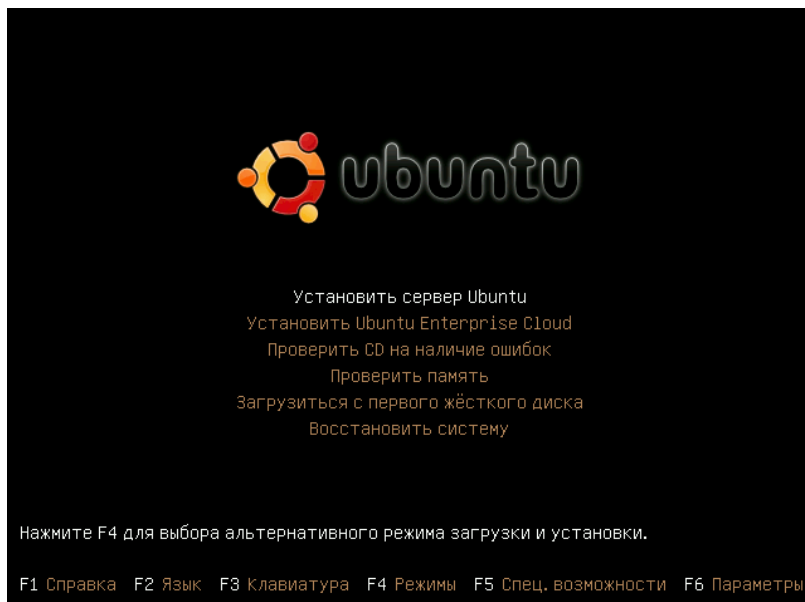 ubuntu
Установить сервер Ubuntu
Установить Ubuntu Enterprise Cloud
Проверить CD на наличие ошибок
Проверить память
Загрузиться с первого жёсткого диска
Восстановить систему
Нажмите F4 для выбора альтернативного режима загрузки и установки.
F1 Справка F2 Язык F3 Клавиатура F4 Режимы F5 Спец. возможности F6 Параметры